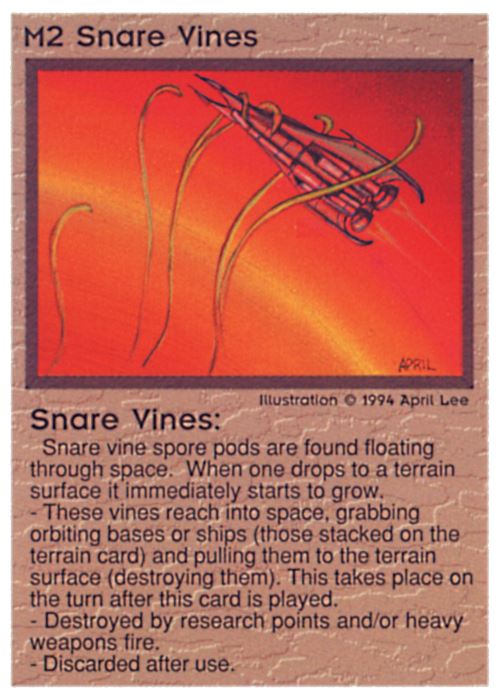 M2 Snare Vines
APRIL
Illustration © 1994 April Lee
Snare Vines:
Snare vine spore pods are found floating
through space. When one drops to a terrain
surface it immediately starts to grow.
- These vines reach into space, grabbing
orbiting bases or ships (those stacked on the
terrain card) and pulling them to the terrain
surface (destroying them). This takes place on
the turn after this card is played.
- Destroyed by research points and/or heavy
weapons fire.
- Discarded after use.